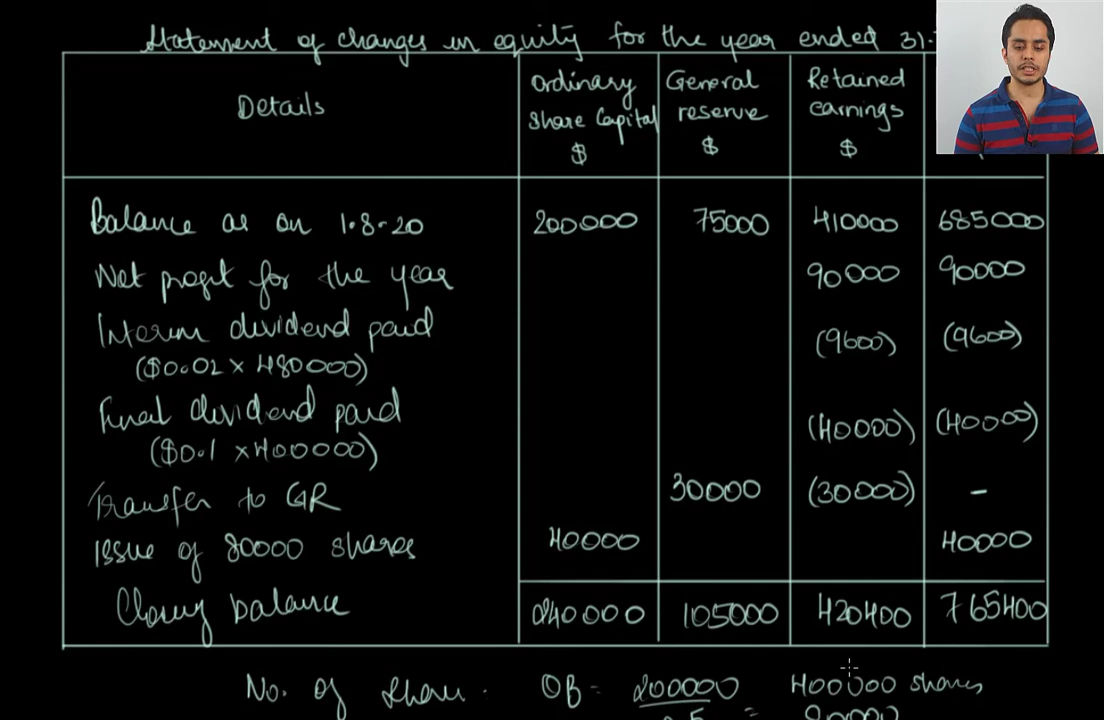 Statement of changes in equity for the year ended 31.
Details
Ordinary Share Capital $
General reserve $
Retained earnings $
Balance as on 1.8.20 200000 75000 410000 685000
Net profit for the year 90000 90000
Interim dividend paid (9600) (9600)
($0.02 x 480000)
Final dividend paid (40000) (40000)
($0.1 x 400000)
Transfer to GR 30000 (30000) -
Issue of 80000 shares 40000 40000
Closing balance 240000 105000 420400 765400
No. of share. OB = 200000 400000 shares
=